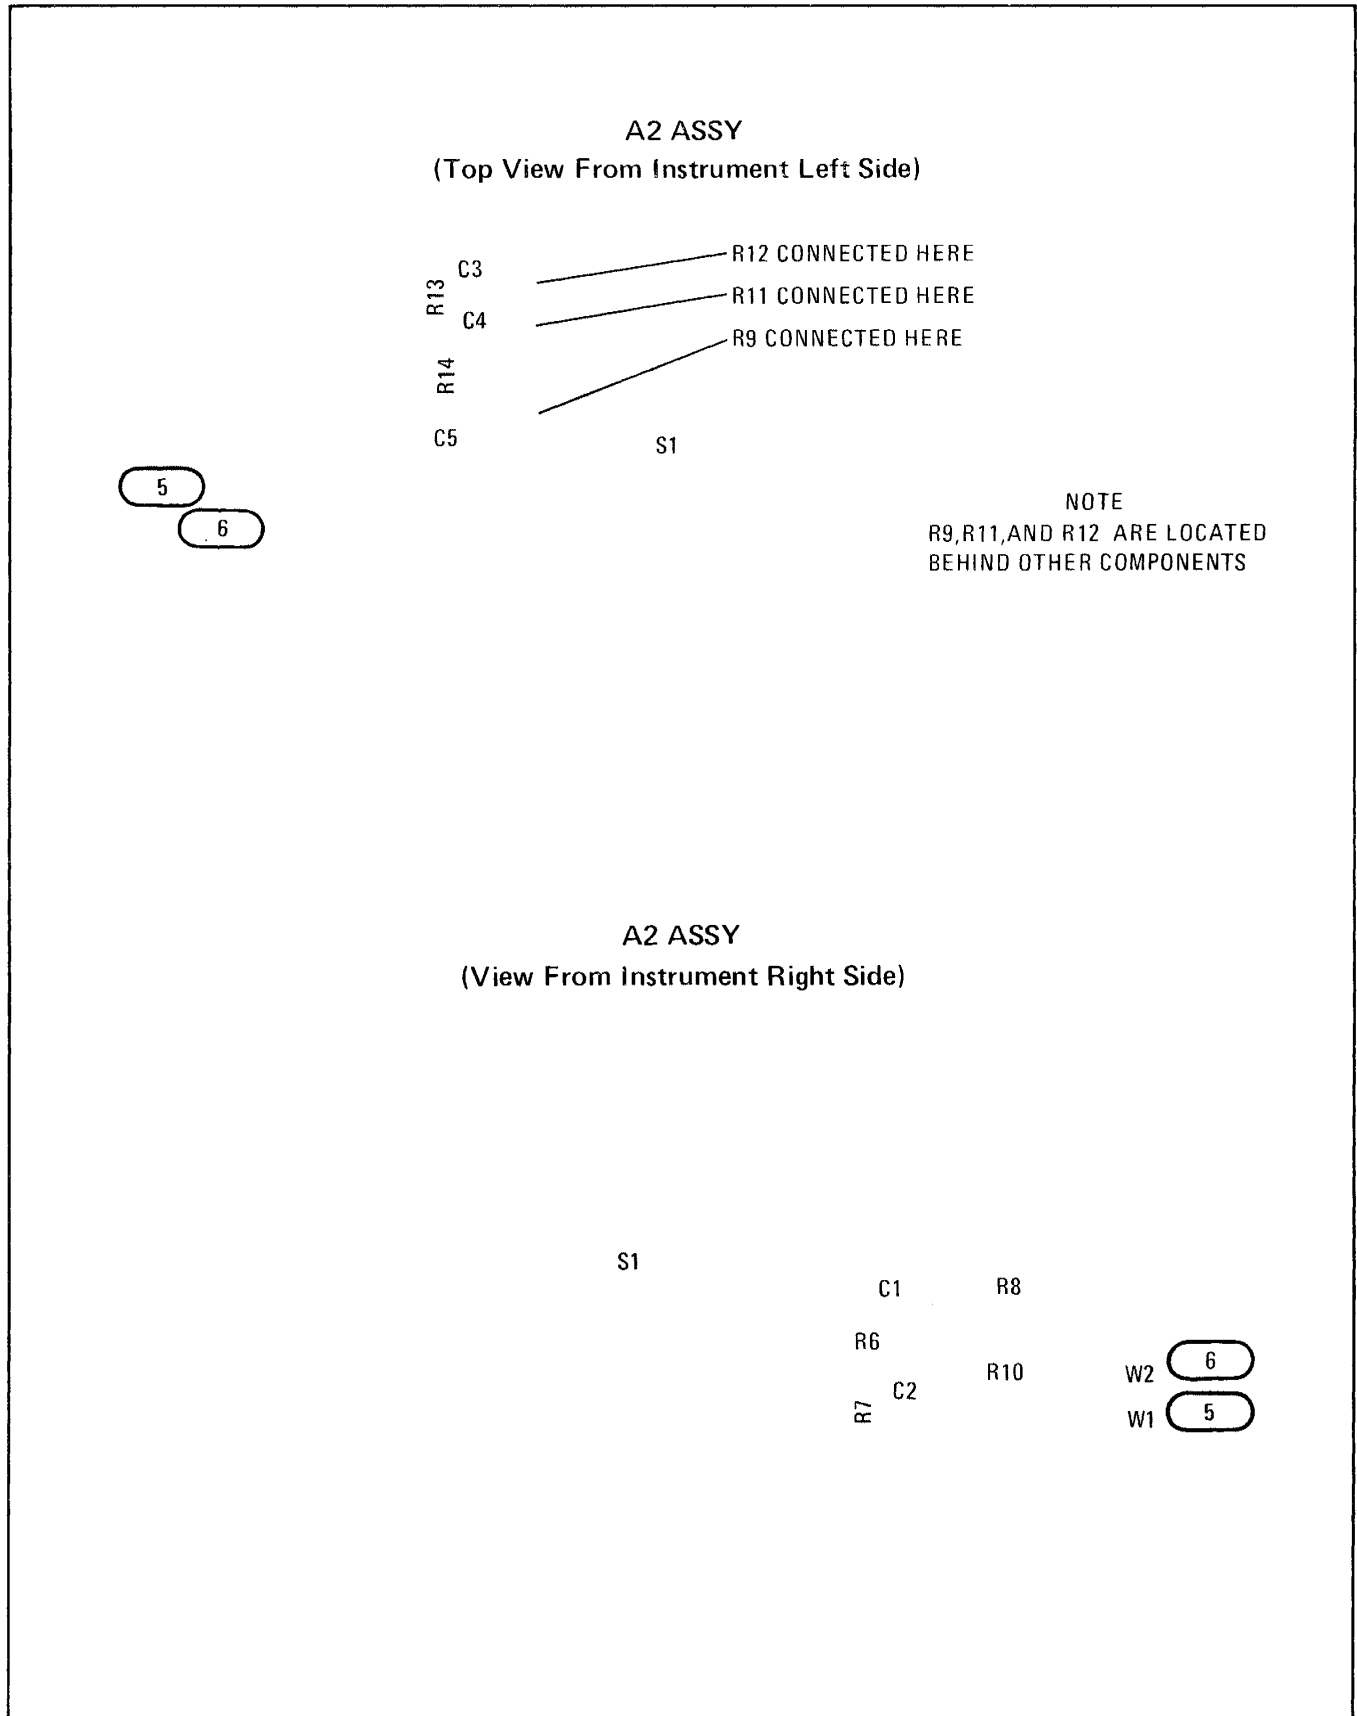 A2 ASSY
(Top View From Instrument Left Side)
R12 CONNECTED HERE
C3
R13
R11 CONNECTED HERE
C4
R9 CONNECTED HERE
R14
C5
S1
5
6
NOTE
R9,R11,AND R12 ARE LOCATED
BEHIND OTHER COMPONENTS
A2 ASSY
(View From Instrument Right Side)
S1
C1
R8
R6
R10
C2
R7
W2
6
W1
5